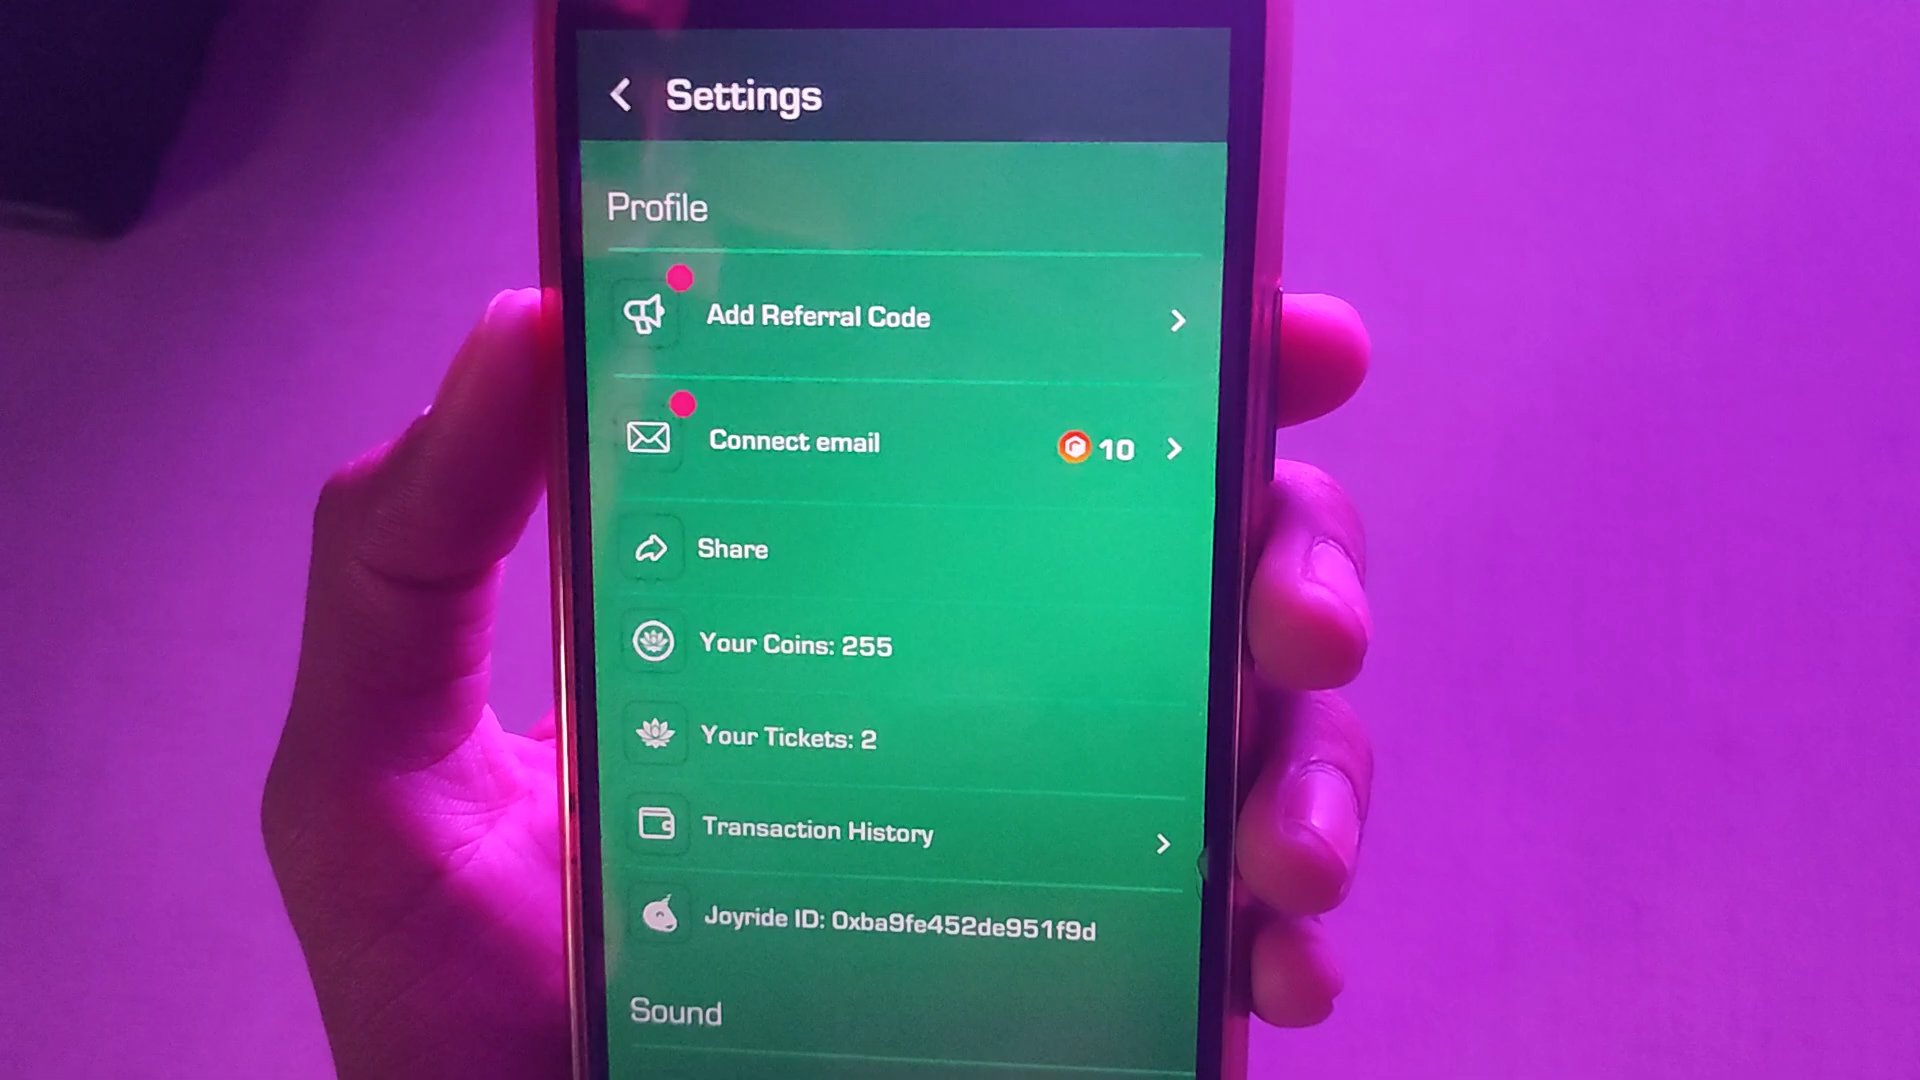 Settings
Profile
Add Referral Code
Connect email 10
Share
Your Coins: 255
Your Tickets: 2
Transaction History
Joyride ID: 0xba9fe452de951f9d
Sound